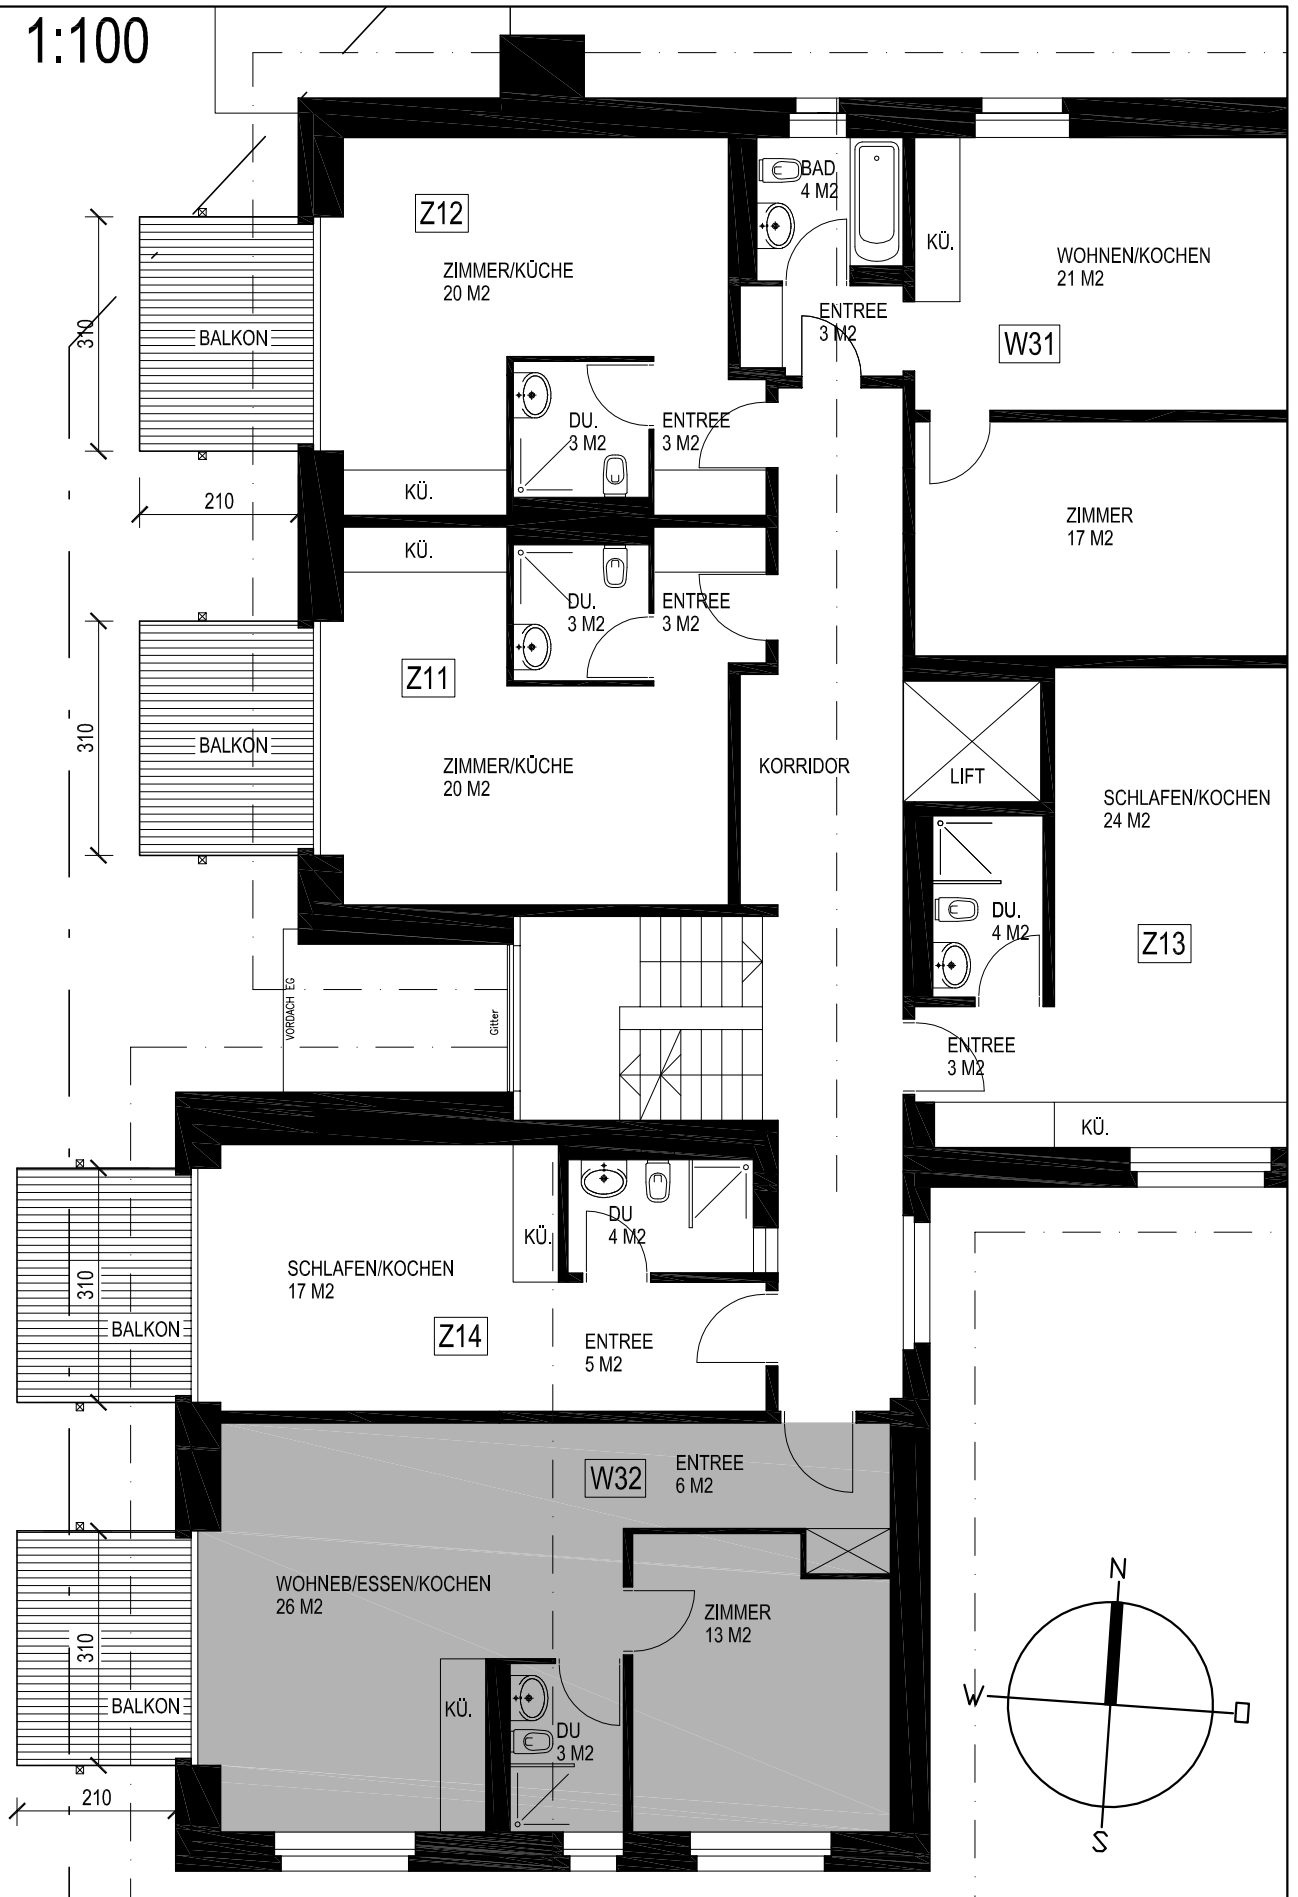 1:100
Z12
ZIMMER/KÜCHE
20 M2
BAD
4 M2
KÜ.
WOHNEN/KOCHEN
21 M2
ENTREE
3 M2
W31
310
BALKON
DU.
3 M2
ENTREE
3 M2
KÜ.
210
ZIMMER
17 M2
KÜ.
DU.
3 M2
ENTREE
3 M2
Z11
310
BALKON
ZIMMER/KÜCHE
20 M2
KORRIDOR
LIFT
SCHLAFEN/KOCHEN
24 M2
DU.
4 M2
Z13
VORDACH EG
Gitter
ENTREE
3 M2
KÜ.
DU
4 M2
KÜ.
SCHLAFEN/KOCHEN
17 M2
310
BALKON
Z14
ENTREE
5 M2
W32
ENTREE
6 M2
WOHNEB/ESSEN/KOCHEN
26 M2
ZIMMER
13 M2
310
BALKON
KÜ.
DU
3 M2
210
N
W
O
S